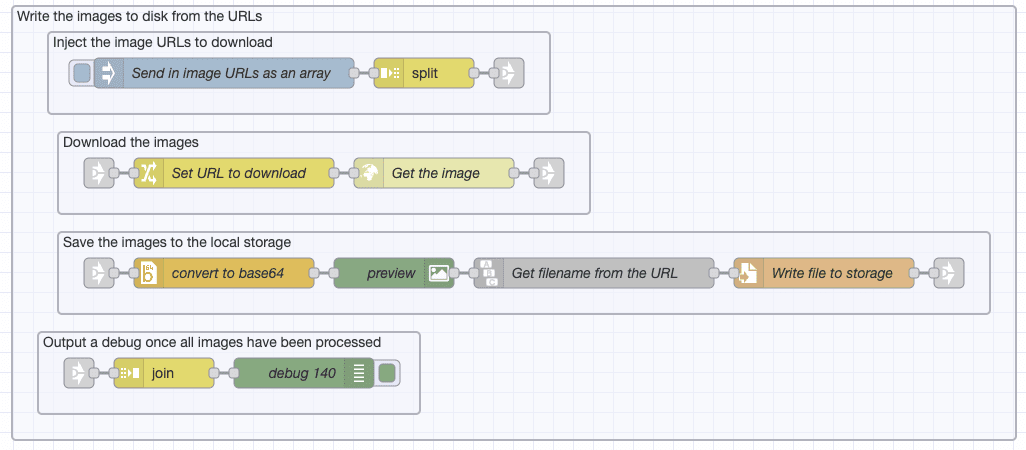 Write the images to disk from the URLs
Inject the image URLs to download
Send in image URLs as an array
split
Download the images
Set URL to download
Get the image
Save the images to the local storage
64
convert to base64
preview
A
B
C
Get filename from the URL
Write file to storage
Output a debug once all images have been processed
join
debug 140